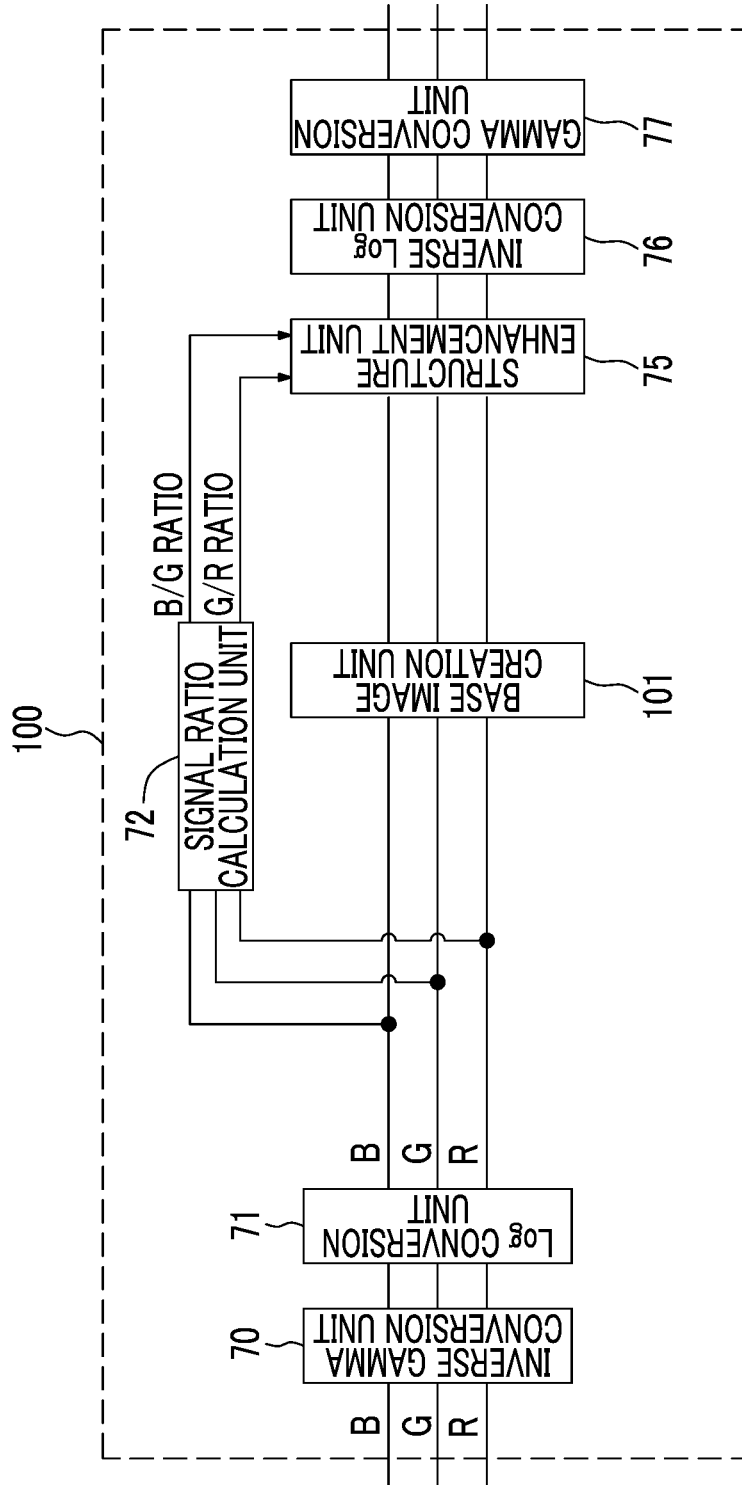 100
72
SIGNAL RATIO
CALCULATION UNIT
B/G RATIO
G/R RATIO
B
G
R
70
INVERSE GAMMA
CONVERSION UNIT
71
Log CONVERSION
UNIT
B
G
R
BASE IMAGE
CREATION UNIT
101
STRUCTURE
ENHANCEMENT UNIT
75
INVERSE Log
CONVERSION UNIT
76
GAMMA CONVERSION
UNIT
77